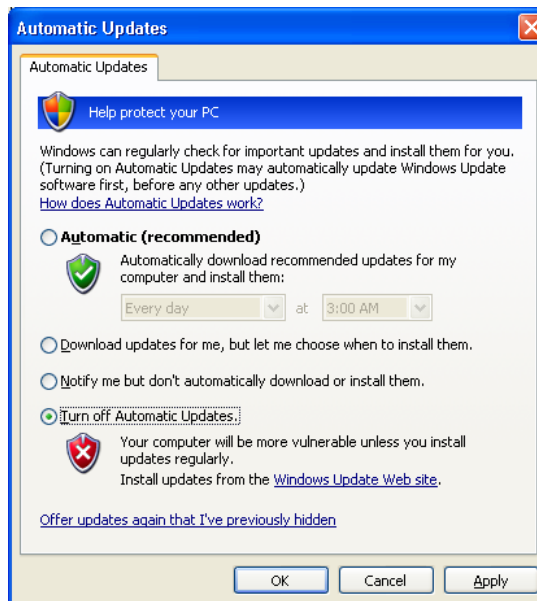 Automatic Updates
Automatic Updates
Help protect your PC
Windows can regularly check for important updates and install them for you.
(Turning on Automatic Updates may automatically update Windows Update
software first, before any other updates.)
How does Automatic Updates work?
Automatic (recommended)
Automatically download recommended updates for my
computer and install them:
Every day at 3:00 AM
Download updates for me, but let me choose when to install them.
Notify me but don't automatically download or install them.
Turn off Automatic Updates.
Your computer will be more vulnerable unless you install
updates regularly.
Install updates from the Windows Update Web site.
Offer updates again that I've previously hidden
OK Cancel Apply